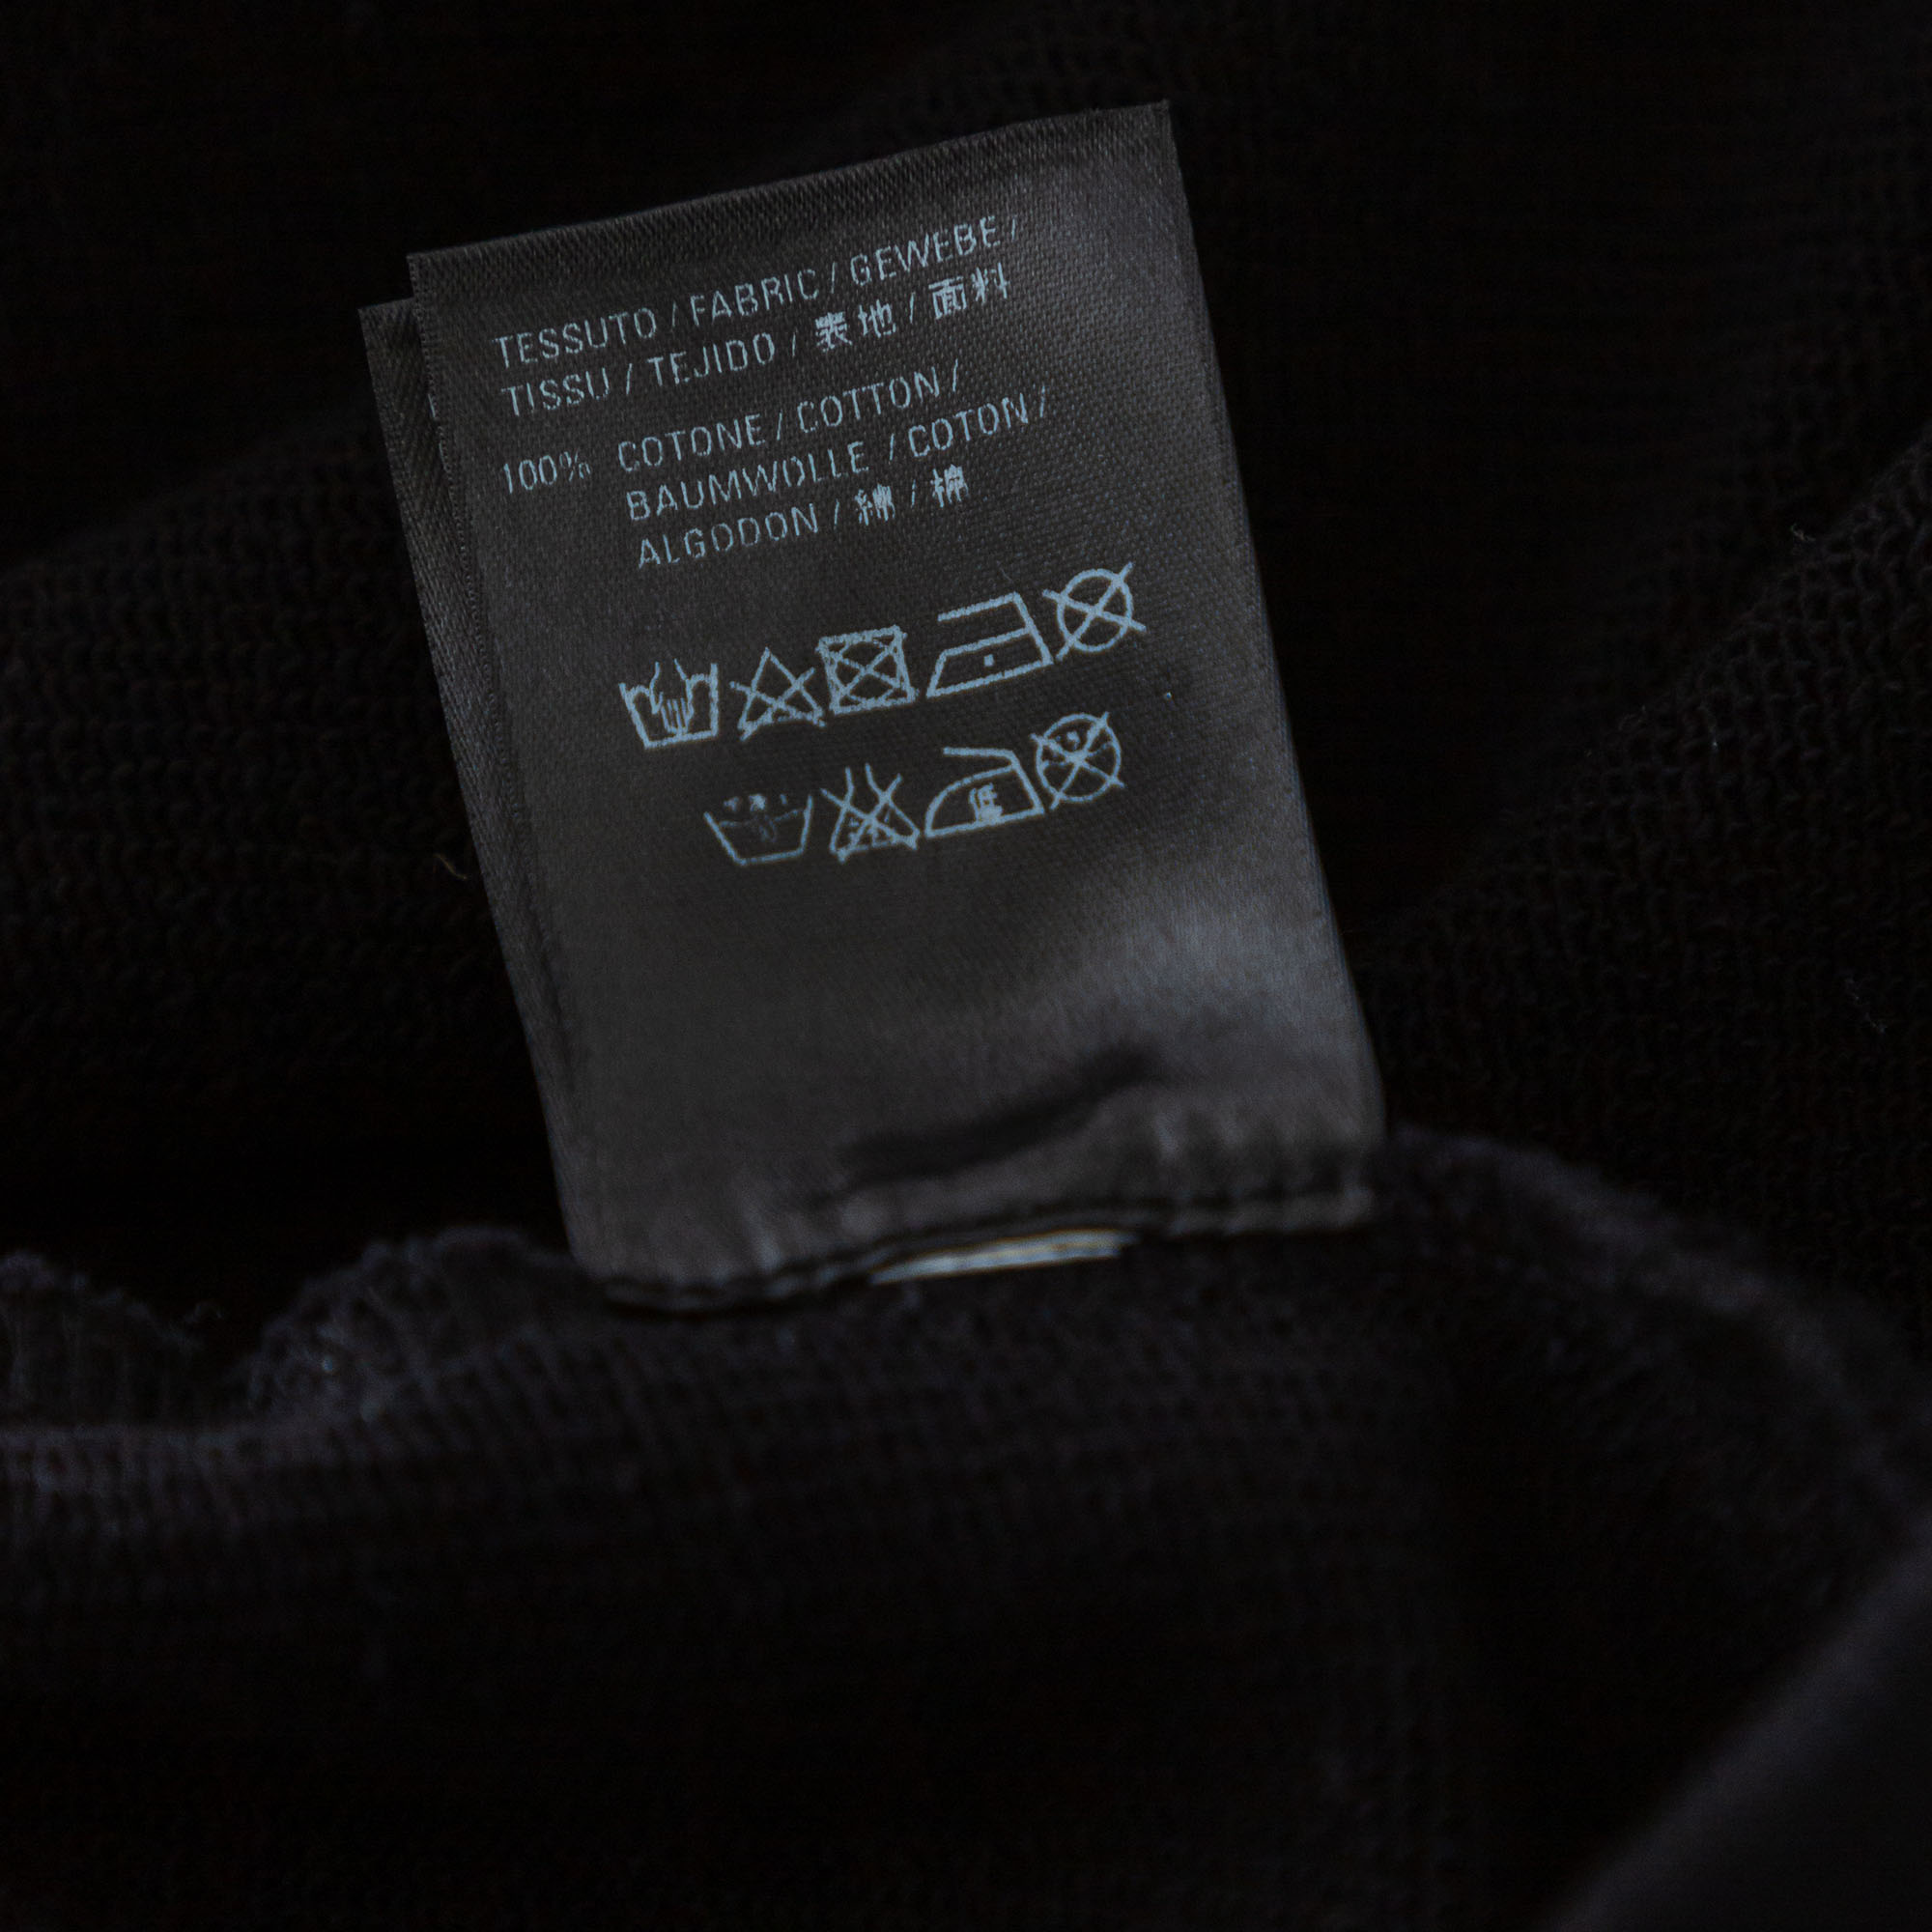 TESSUTO / FABRIC / GEWEBE /
TISSU / TEJIDO / 表地 / 面料
100% COTONE / COTTON /
BAUMWOLLE / COTON /
ALGODON / 綿 / 棉